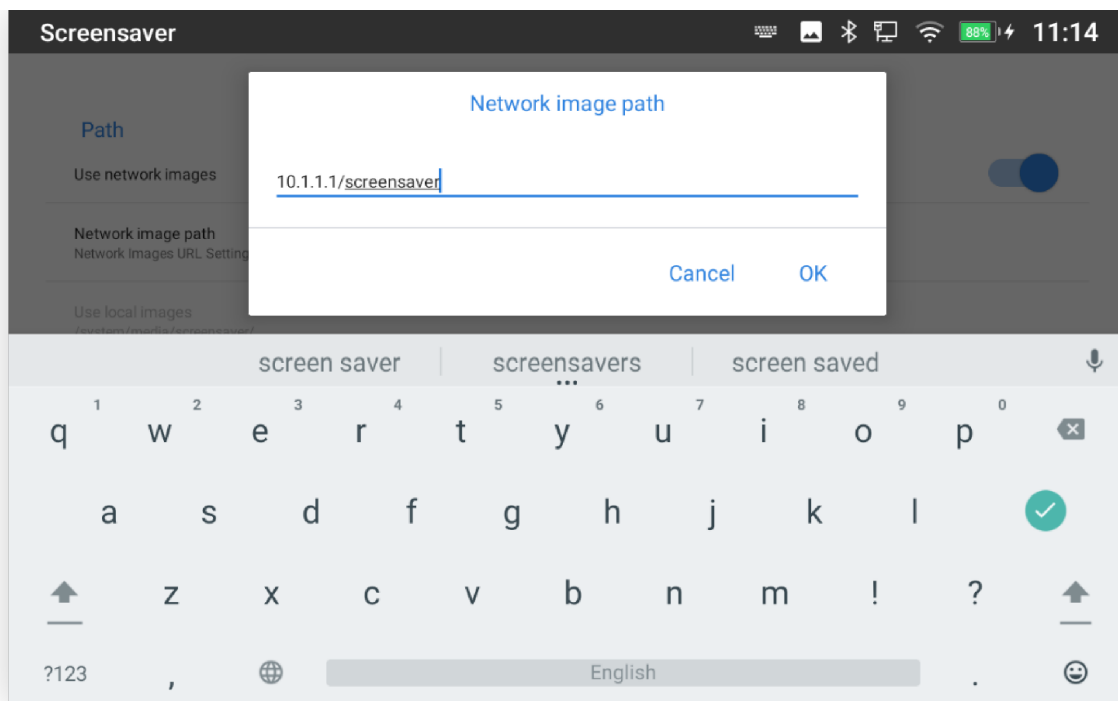 Screensaver 88% 11:14
Network image path
Path
Use network images
10.1.1.1/screensaver
Network image path
Network Images URL Setting
Cancel OK
Use local images
/system/media/screensaver/
screen saver screensavers screen saved
1 2 3 4 5 6 7 8 9 0
q w e r t y u i o p
a s d f g h j k l
z x c v b n m ! ?
?123 , English .